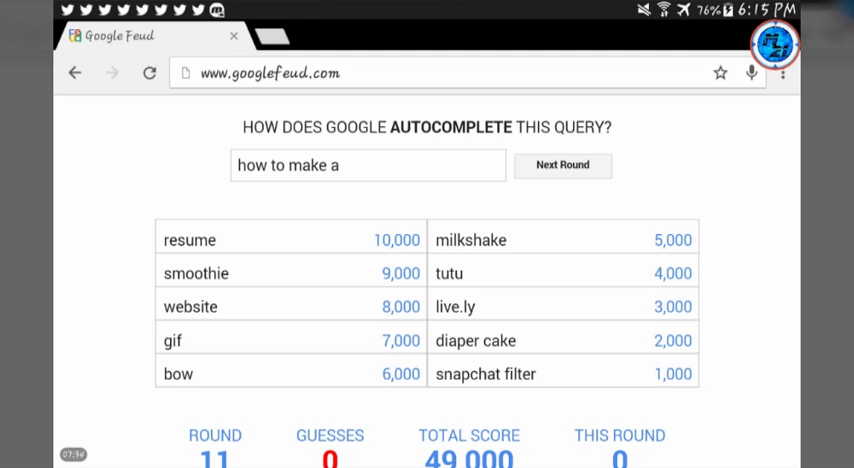 76% 6:15 PM
Google Feud
www.googlefeud.com
HOW DOES GOOGLE AUTOCOMPLETE THIS QUERY?
how to make a Next Round
resume 10,000 milkshake 5,000
smoothie 9,000 tutu 4,000
website 8,000 live.ly 3,000
gif 7,000 diaper cake 2,000
bow 6,000 snapchat filter 1,000
ROUND GUESSES TOTAL SCORE THIS ROUND
11 0 49,000 0
07:34